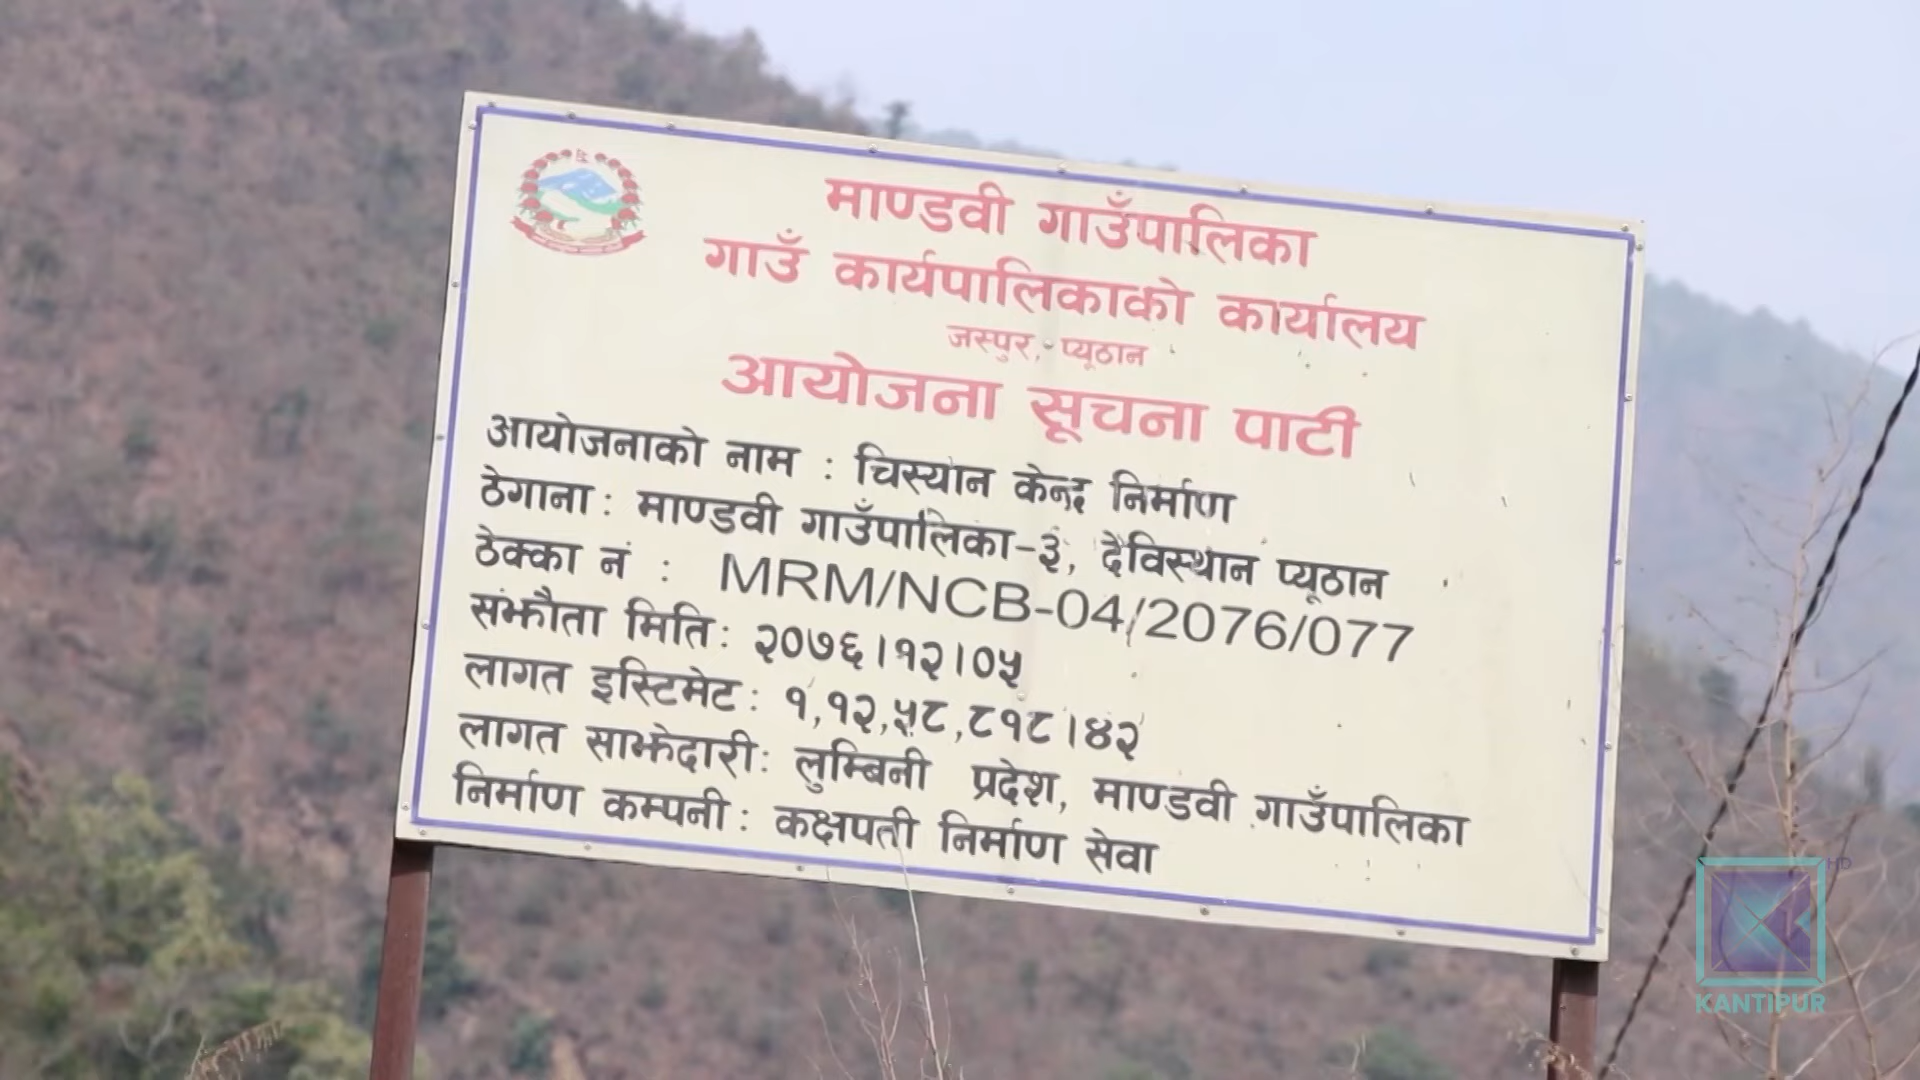 माण्डवी गाउँपालिका
गाउँ कार्यपालिकाको कार्यालय
जस्पुर, प्यूठान
आयोजना सूचना पाटी
आयोजनाको नाम : चिस्यान केन्द्र निर्माण
ठेगाना : माण्डवी गाउँपालिका-३, देविस्थान प्यूठान
ठेक्का नं : MRM/NCB-04/2076/077
संझौता मिति : २०७६।१२।०५
लागत इस्टिमेट : १,१२,५८,८१८।४२
लागत साझेदारी : लुम्बिनी प्रदेश, माण्डवी गाउँपालिका
निर्माण कम्पनी : कक्षपती निर्माण सेवा
HD
KANTIPUR